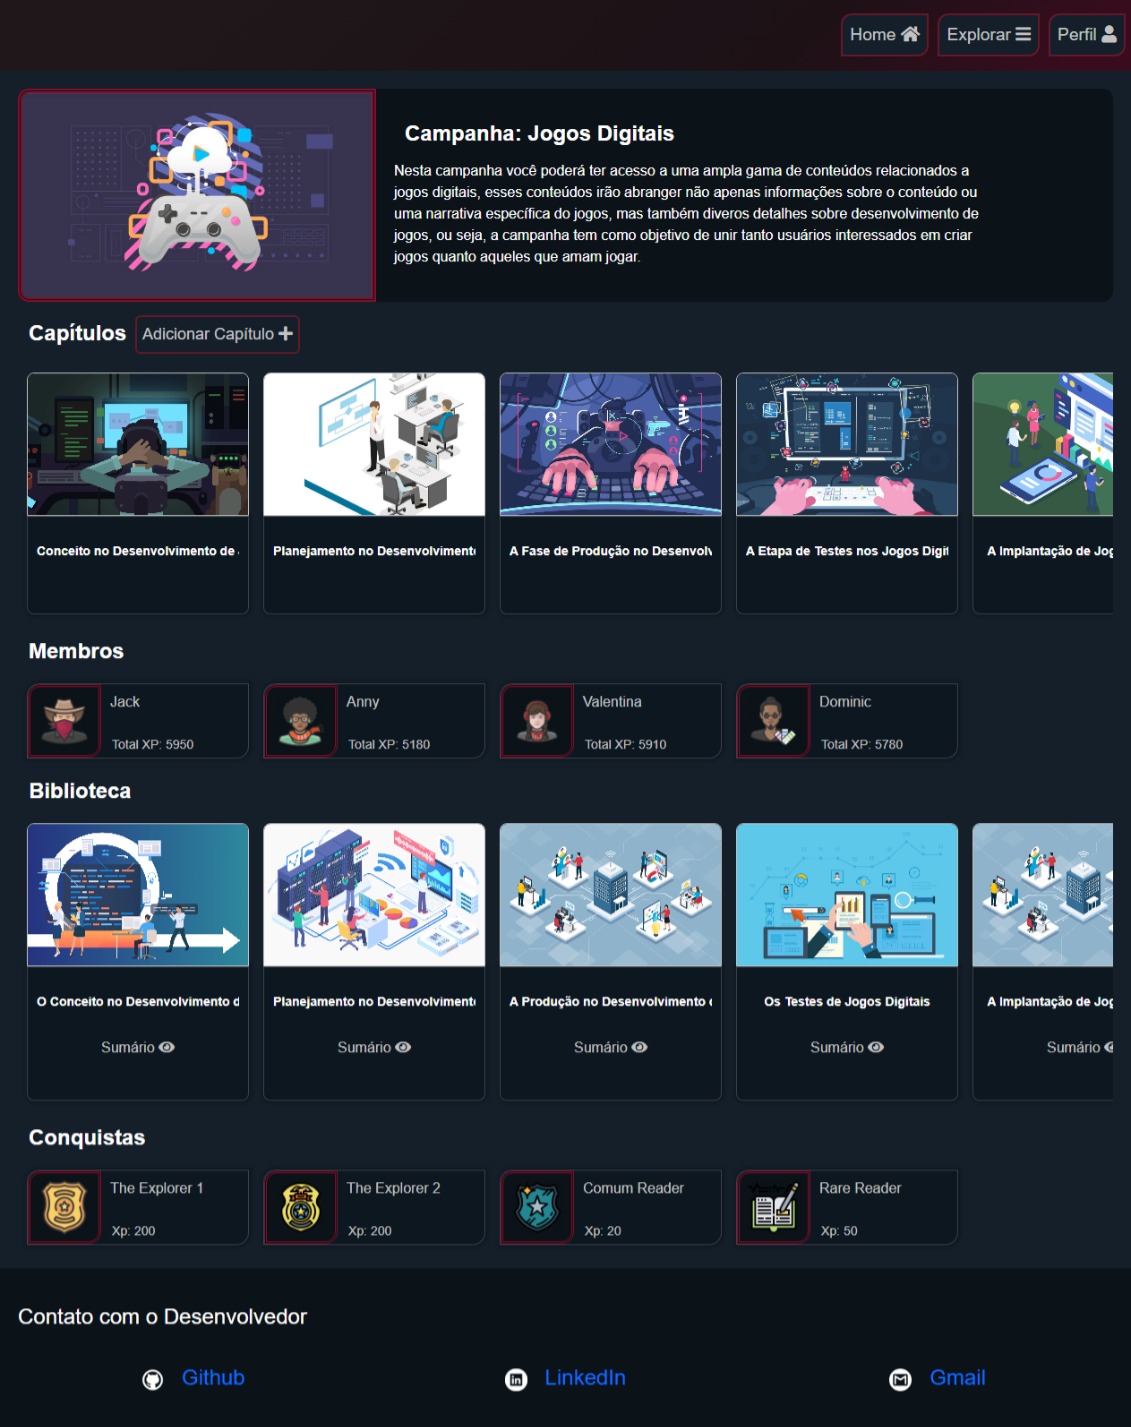 Home
Explorar
Perfil
Campanha: Jogos Digitais
Nesta campanha você poderá ter acesso a uma ampla gama de conteúdos relacionados a
jogos digitais, esses conteúdos irão abranger não apenas informações sobre o conteúdo ou
uma narrativa específica do jogos, mas também diveros detalhes sobre desenvolvimento de
jogos, ou seja, a campanha tem como objetivo de unir tanto usuários interessados em criar
jogos quanto aqueles que amam jogar.
Capítulos
Adicionar Capítulo
Conceito no Desenvolvimento de
Planejamento no Desenvolviment
A Fase de Produção no Desenvolv
A Etapa de Testes nos Jogos Digit
A Implantação de Jog
Membros
Jack
Total XP: 5950
Anny
Total XP: 5180
Valentina
Total XP: 5910
Dominic
Total XP: 5780
Biblioteca
O Conceito no Desenvolvimento d
Planejamento no Desenvolviment
A Produção no Desenvolvimento
Os Testes de Jogos Digitais
A Implantação de Jog
Sumário
Sumário
Sumário
Sumário
Sumário
Conquistas
The Explorer 1
Xp: 200
The Explorer 2
Xp: 200
Comum Reader
Xp: 20
Rare Reader
Xp: 50
Contato com o Desenvolvedor
Github
LinkedIn
Gmail